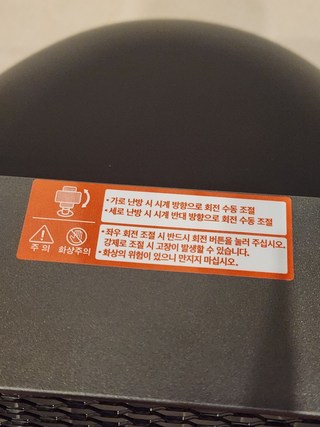 • 가로 난방 시 시계 방향으로 회전 수동 조절
• 세로 난방 시 시계 반대 방향으로 회전 수동 조절
주 의 화상주의
• 좌우 회전 조절 시 반드시 회전 버튼을 눌러 주십시오.
강제로 조절 시 고장이 발생할 수 있습니다.
• 화상의 위험이 있으니 만지지 마십시오.